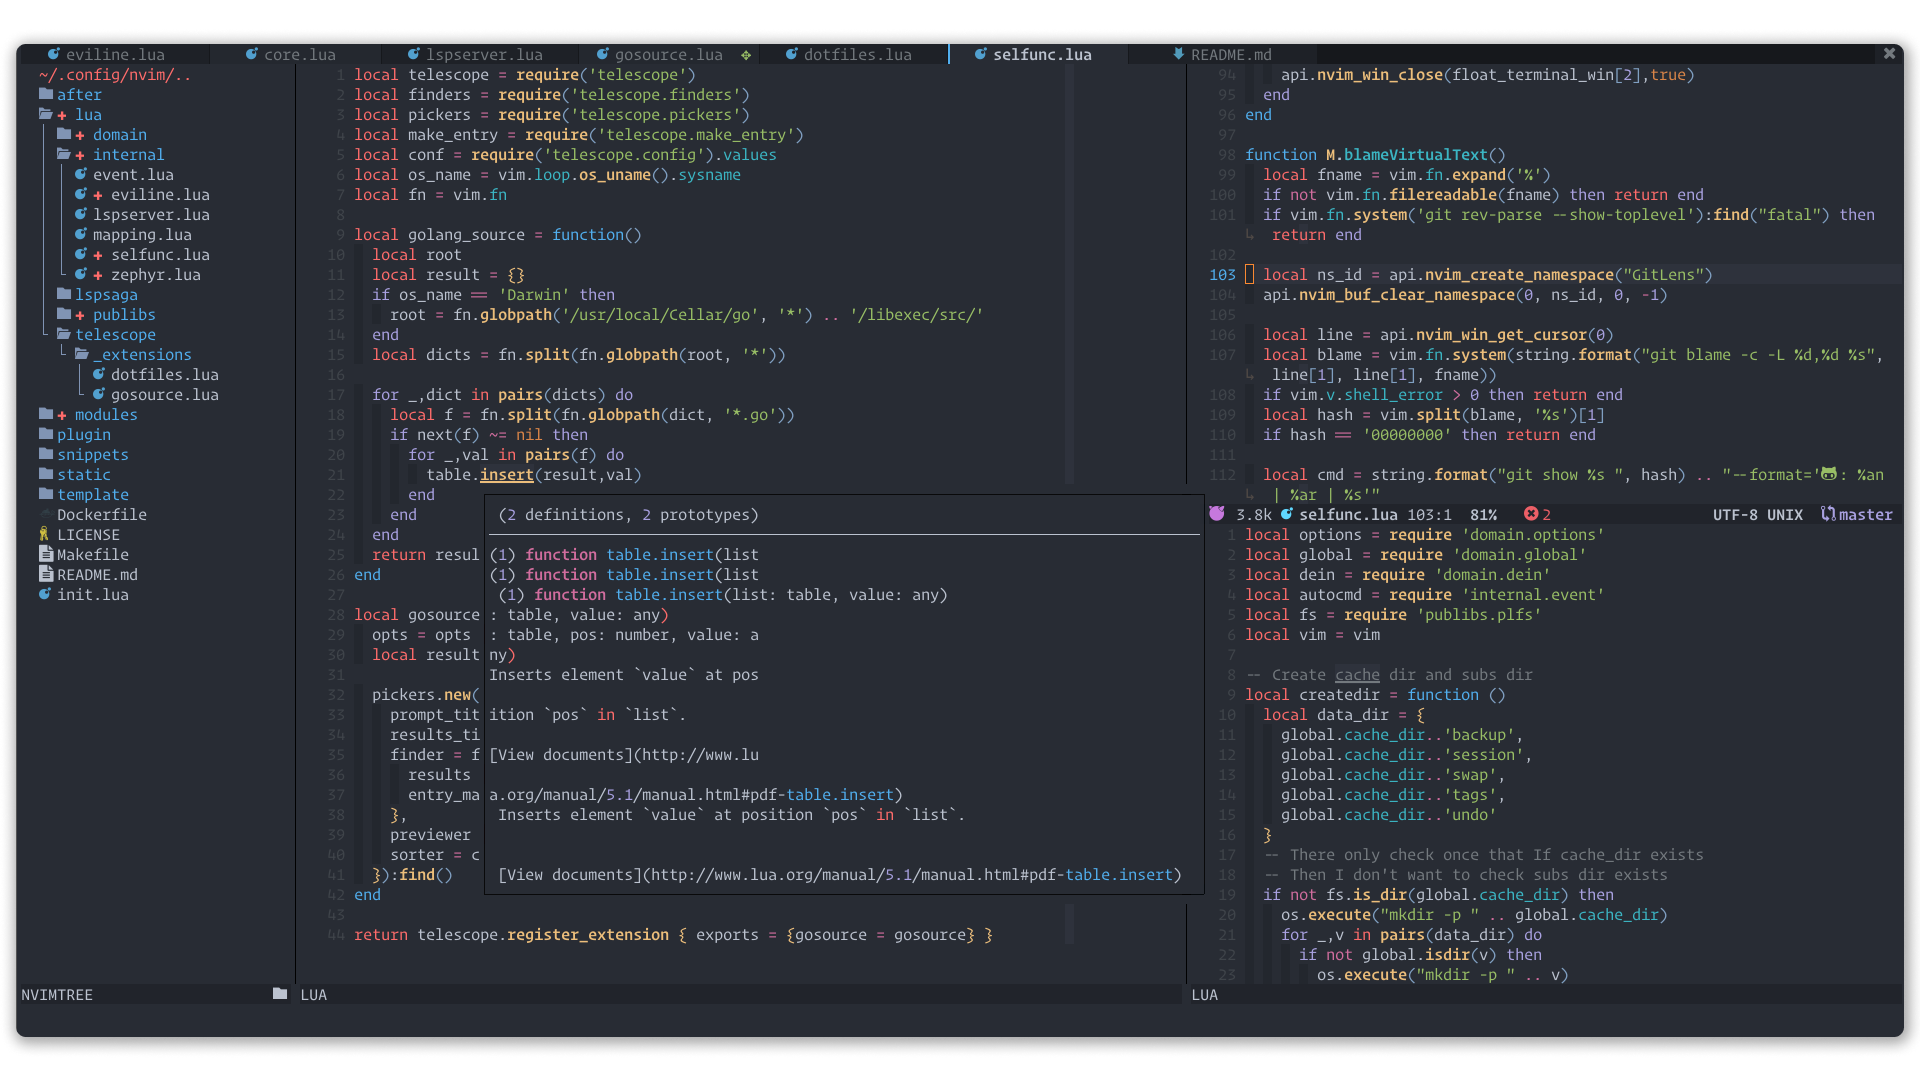 eviline.lua
core.lua
lspserver.lua
gosource.lua
dotfiles.lua
selfunc.lua
README.md
~/.config/nvim/..
after
+ lua
+ domain
+ internal
event.lua
+ eviline.lua
lspserver.lua
mapping.lua
+ selfunc.lua
+ zephyr.lua
lspsaga
+ publibs
telescope
_extensions
dotfiles.lua
gosource.lua
+ modules
plugin
snippets
static
template
Dockerfile
LICENSE
Makefile
README.md
init.lua
NVIMTREE
1 local telescope = require('telescope')
2 local finders = require('telescope.finders')
3 local pickers = require('telescope.pickers')
4 local make_entry = require('telescope.make_entry')
5 local conf = require('telescope.config').values
6 local os_name = vim.loop.os_uname().sysname
7 local fn = vim.fn
8
9 local golang_source = function()
10 local root
11 local result = {}
12 if os_name == 'Darwin' then
13 root = fn.globpath('/usr/local/Cellar/go', '*') .. '/libexec/src/'
14 end
15 local dicts = fn.split(fn.globpath(root, '*'))
16
17 for _,dict in pairs(dicts) do
18 local f = fn.split(fn.globpath(dict, '*.go'))
19 if next(f) ~= nil then
20 for _,val in pairs(f) do
21 table.insert(result,val)
22 end
23 end
24 end
25 return resul
26 end
27
28 local gosource
29 opts = opts
30 local result
31
32 pickers.new(
33 prompt_tit
34 results_ti
35 finder = f
36 results
37 entry_ma
38 },
39 previewer
40 sorter = c
41 }):find()
42 end
43
44 return telescope.register_extension { exports = {gosource = gosource} }
LUA
(2 definitions, 2 prototypes)
(1) function table.insert(list
(1) function table.insert(list
(1) function table.insert(list: table, value: any)
: table, value: any)
: table, pos: number, value: a
ny)
Inserts element `value` at pos
ition `pos` in `list`.
[View documents](http://www.lu
a.org/manual/5.1/manual.html#pdf-table.insert)
Inserts element `value` at position `pos` in `list`.
[View documents](http://www.lua.org/manual/5.1/manual.html#pdf-table.insert)
94 api.nvim_win_close(float_terminal_win[2],true)
95 end
96 end
97
98 function M.blameVirtualText()
99 local fname = vim.fn.expand('%')
100 if not vim.fn.filereadable(fname) then return end
101 if vim.fn.system('git rev-parse --show-toplevel'):find("fatal") then
return end
102
103 local ns_id = api.nvim_create_namespace("GitLens")
104 api.nvim_buf_clear_namespace(0, ns_id, 0, -1)
105
106 local line = api.nvim_win_get_cursor(0)
107 local blame = vim.fn.system(string.format("git blame -c -L %d,%d %s",
line[1], line[1], fname))
108 if vim.v.shell_error > 0 then return end
109 local hash = vim.split(blame, '%s')[1]
110 if hash == '00000000' then return end
111
112 local cmd = string.format("git show %s ", hash) .. "--format=' : %an
| %ar | %s'"
3.8k selfunc.lua 103:1 81% 2 UTF-8 UNIX master
1 local options = require 'domain.options'
2 local global = require 'domain.global'
3 local dein = require 'domain.dein'
4 local autocmd = require 'internal.event'
5 local fs = require 'publibs.plfs'
6 local vim = vim
7
8 -- Create cache dir and subs dir
9 local createdir = function ()
10 local data_dir = {
11 global.cache_dir..'backup',
12 global.cache_dir..'session',
13 global.cache_dir..'swap',
14 global.cache_dir..'tags',
15 global.cache_dir..'undo'
16 }
17 -- There only check once that If cache_dir exists
18 -- Then I don't want to check subs dir exists
19 if not fs.is_dir(global.cache_dir) then
20 os.execute("mkdir -p " .. global.cache_dir)
21 for _,v in pairs(data_dir) do
22 if not global.isdir(v) then
23 os.execute("mkdir -p " .. v)
LUA